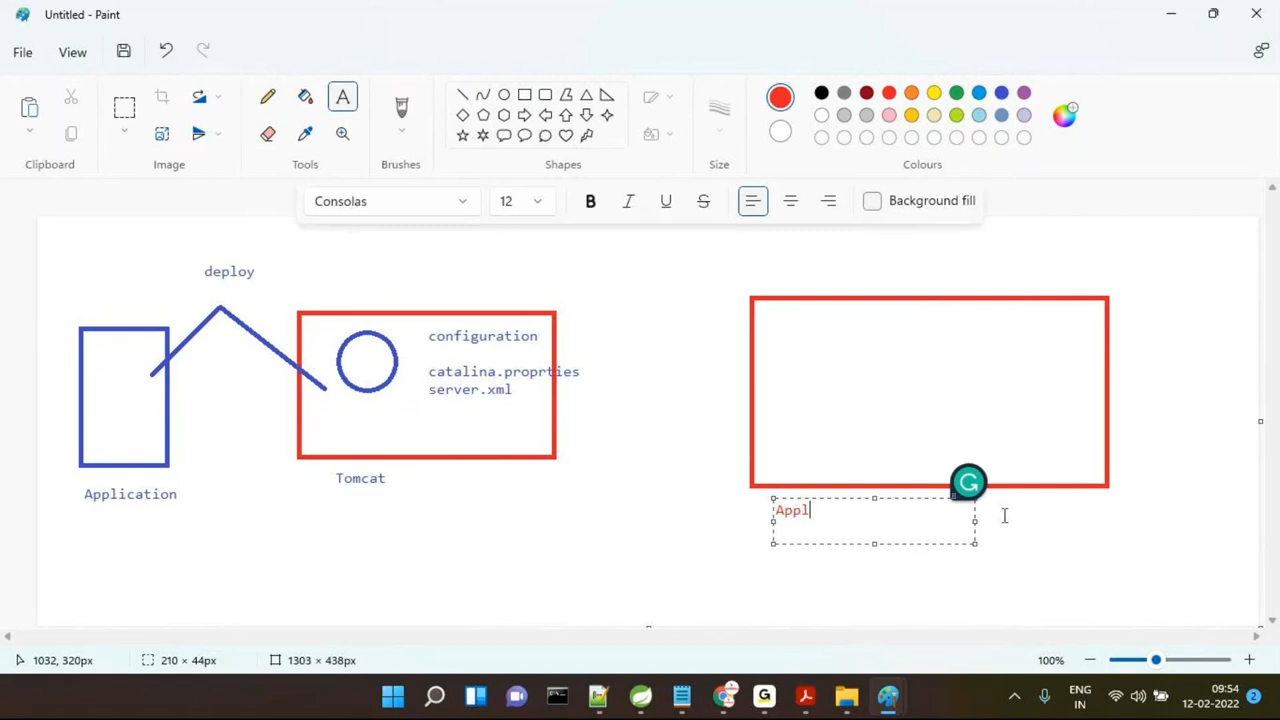 Untitled - Paint
File View
Clipboard Image Tools Brushes Shapes Size Colours
Consolas 12 B I U S Background fill
deploy
configuration
catalina.proprties
server.xml
Tomcat
Application
Appl
1032, 320px 210 × 44px 1303 × 438px 100%
ENG
IN
09:54
12-02-2022
2